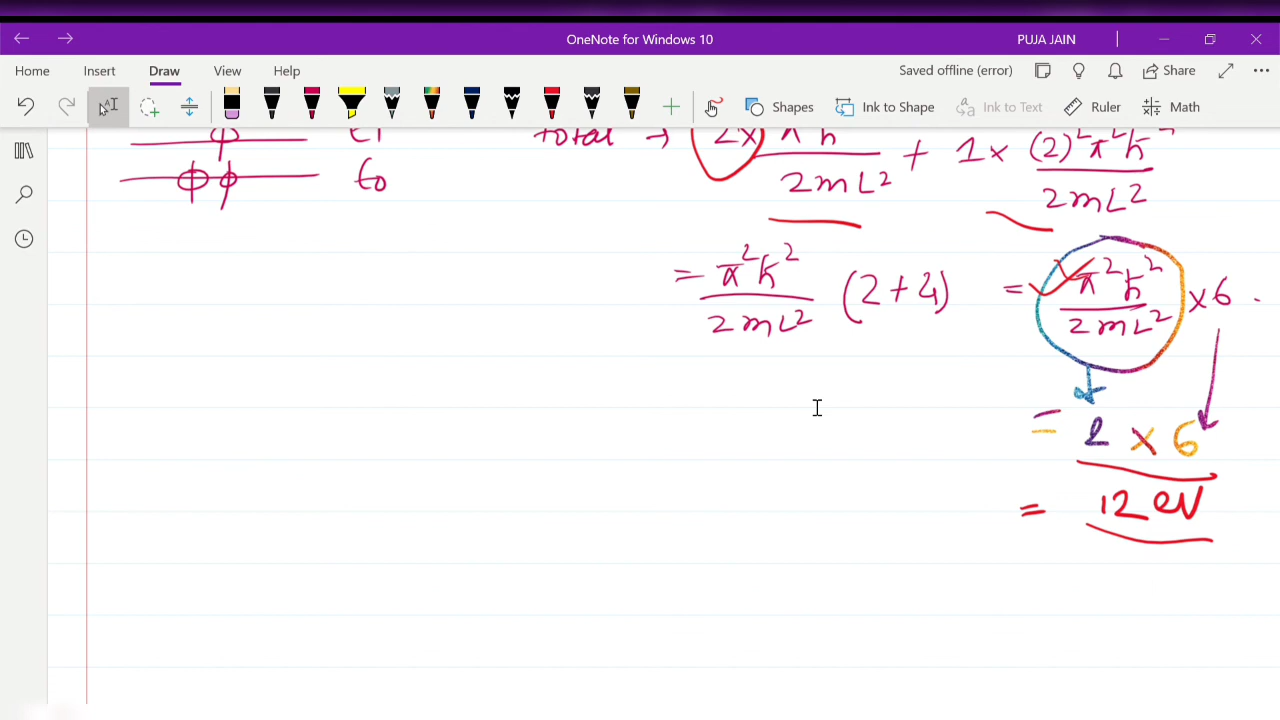 OneNote for Windows 10
PUJA JAIN
Home Insert Draw View Help
Saved offline (error)
Share
Shapes
Ink to Shape
Ink to Text
Ruler
Math
E1
E0
total → 2× π²ħ² / 2mL² + 1× (2)²π²ħ² / 2mL²
= π²ħ² / 2mL² (2+4) = π²ħ² / 2mL² ×6.
= 2 × 6
= 12 eV